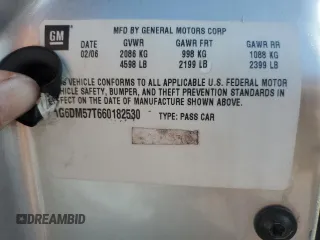 GM
MFD BY GENERAL MOTORS CORP
DATE GVWR GAWR FRT GAWR RR
02/06 2086 KG 998 KG 1088 KG
4598 LB 2199 LB 2399 LB
VEHICLE CONFORMS TO ALL APPLICABLE U.S. FEDERAL MOTOR
VEHICLE SAFETY, BUMPER, AND THEFT PREVENTION STANDARDS IN
EFFECT ON THE DATE OF MANUFACTURE SHOWN ABOVE.
1G6DM57T660182530 TYPE: PASS CAR
DREAMBID